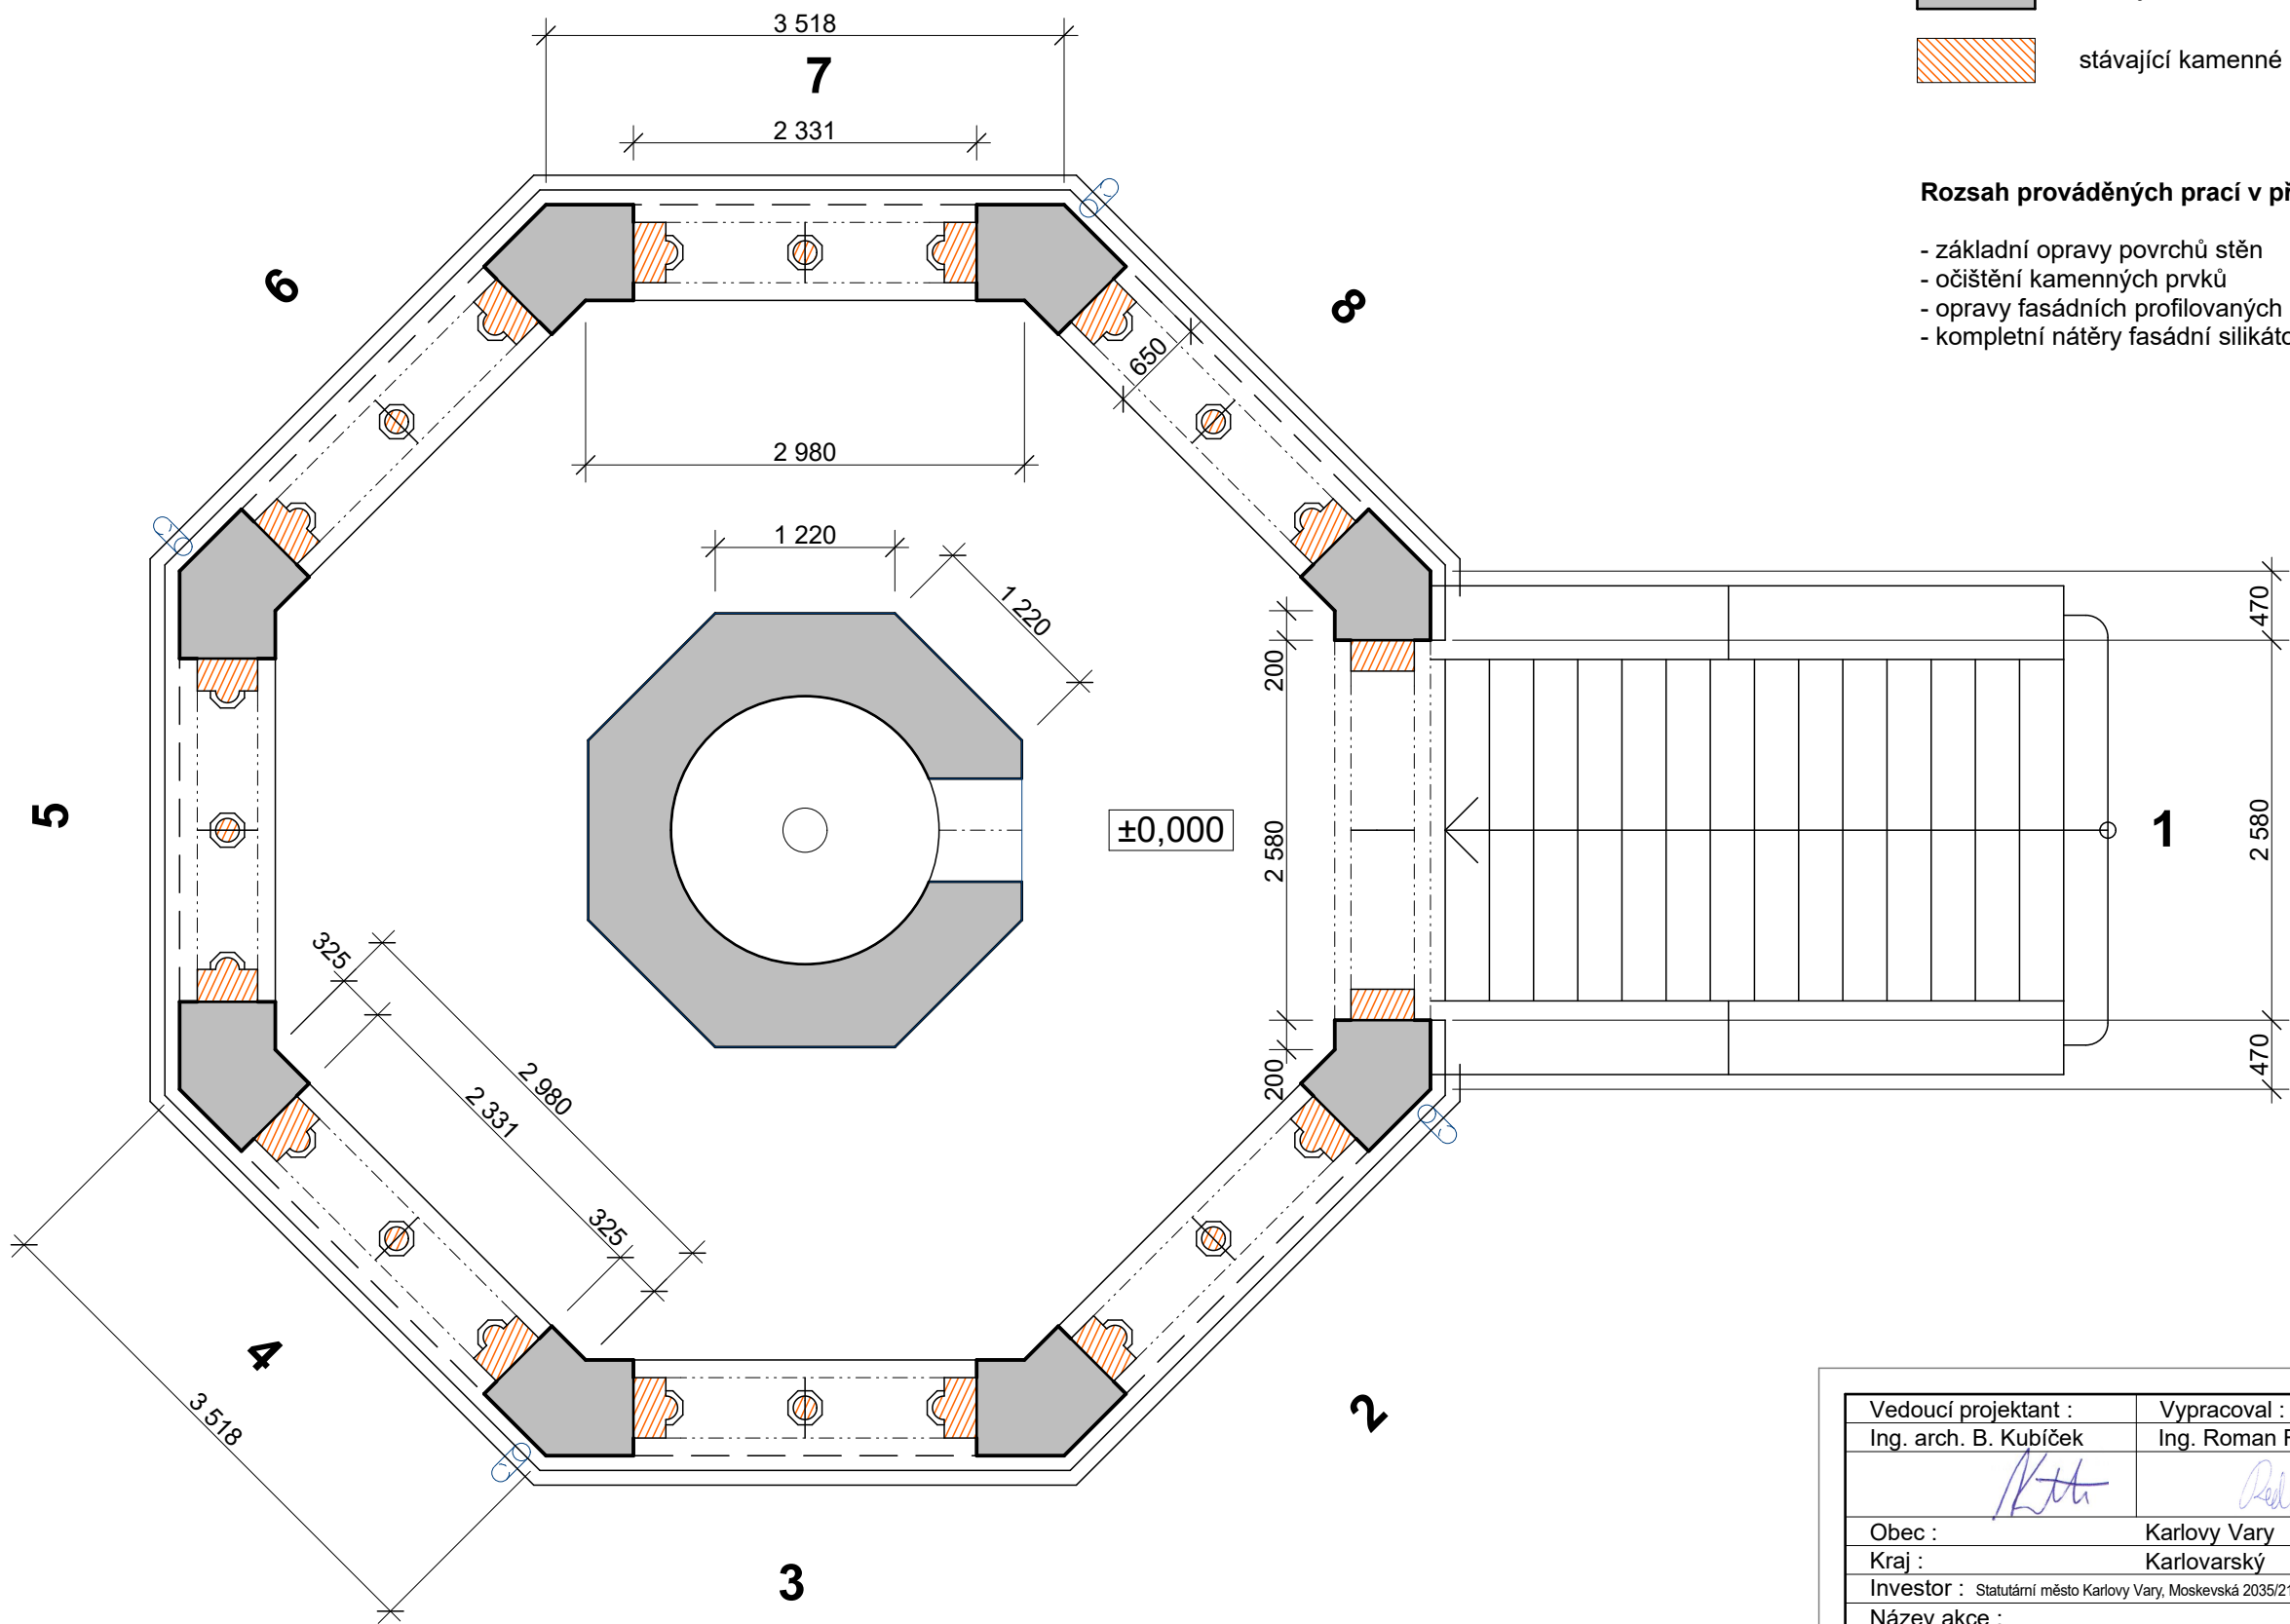 3 518
7
2 331
stávající kamenné
Rozsah prováděných prací v
- základní opravy povrchů stěn
- očištění kamenných prvků
- opravy fasádních profilovaných
- kompletní nátěry fasádní
6
8
650
2 980
1 220
1 220
470
200
5
±0,000
2 580
1
2 580
325
2 980
2 331
200
470
325
4
3 518
2
3
Vedoucí projektant :
Vypracoval :
Ing. arch. B. Kubíček
Ing. Roman
Obec :
Karlovy Vary
Kraj :
Karlovarský
Investor : Statutární město Karlovy Vary, Moskevská 2035/21
Název akce :